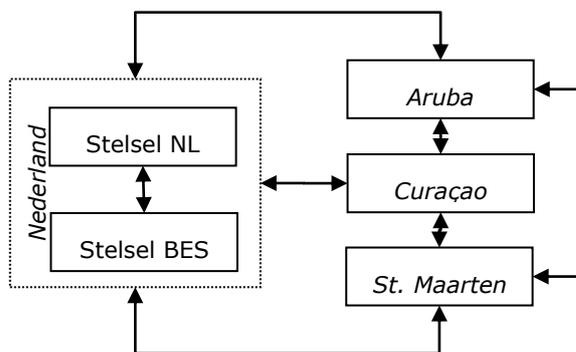 Nederland
Stelsel NL
Stelsel BES
Aruba
Curaçao
St. Maarten